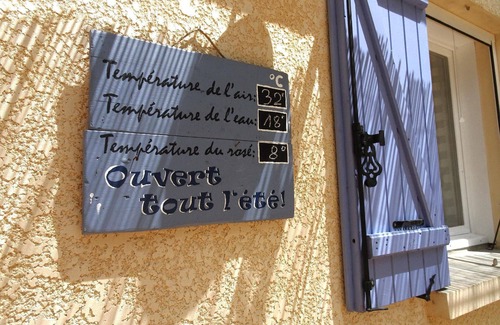 °C
Température de l'air: 32°
Température de l'eau: 18°
Température du rosé: 8°
Ouvert
tout l'été!